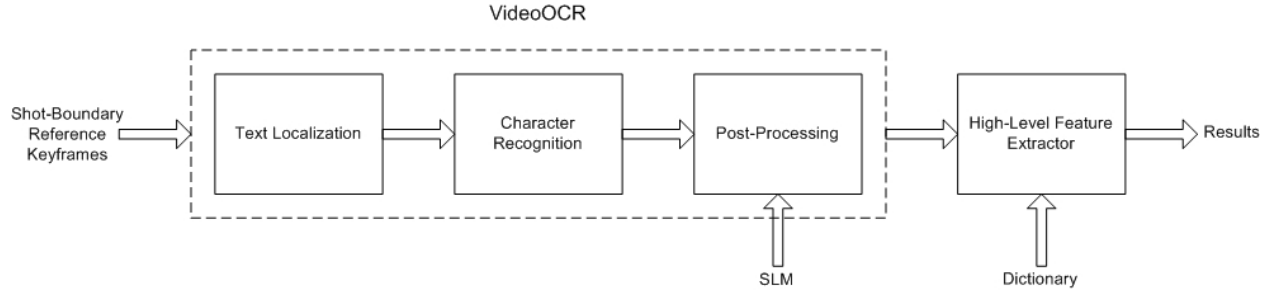 VideoOCR
Shot-Boundary
Reference
Keyframes
Text Localization
Character
Recognition
Post-Processing
High-Level Feature
Extractor
Results
SLM
Dictionary